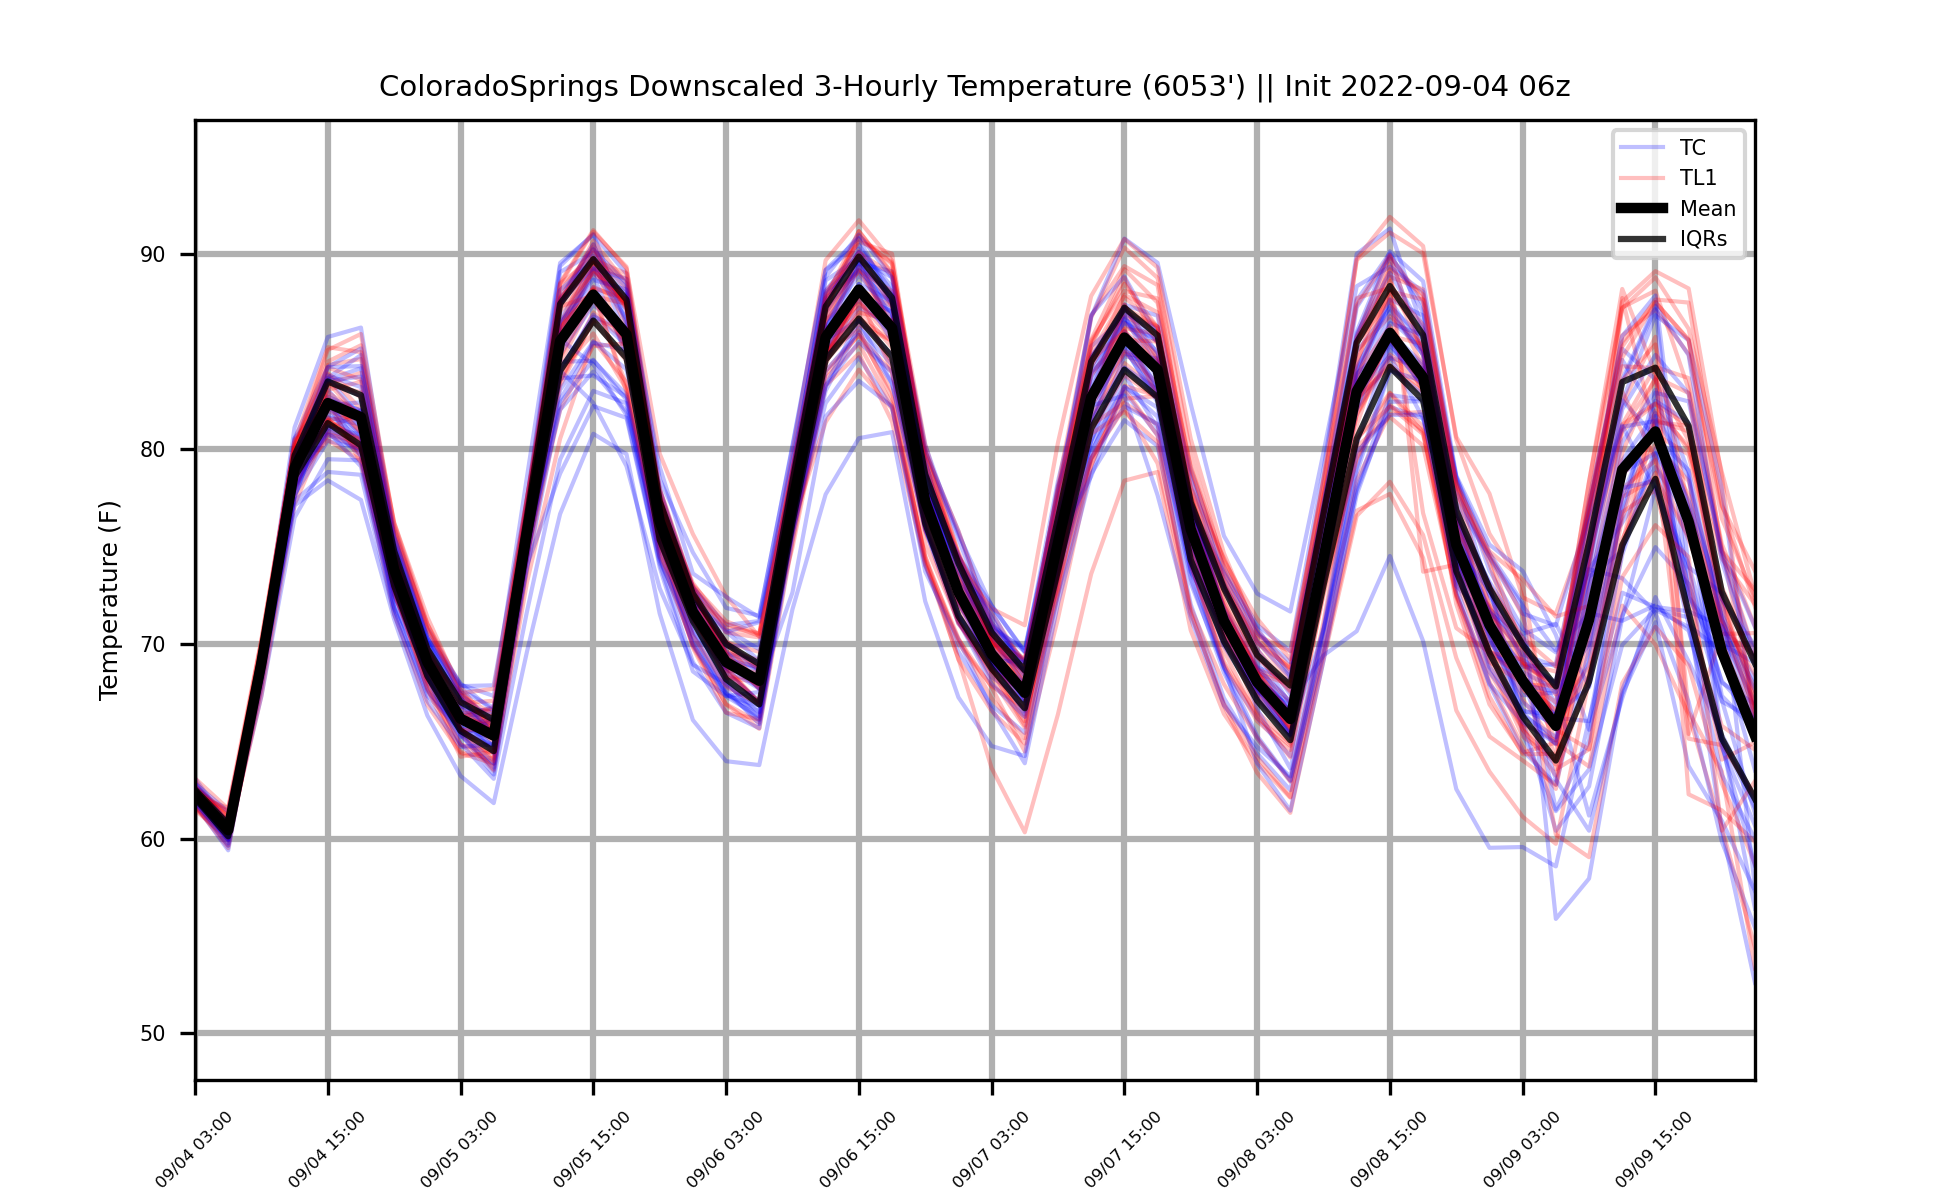 ColoradoSprings Downscaled 3-Hourly Temperature (6053') || Init 2022-09-04 06z
TC
TL1
Mean
IQRs
Temperature (F)
90
80
70
60
50
09/04 03:00
09/04 15:00
09/05 03:00
09/05 15:00
09/06 03:00
09/06 15:00
09/07 03:00
09/07 15:00
09/08 03:00
09/08 15:00
09/09 03:00
09/09 15:00